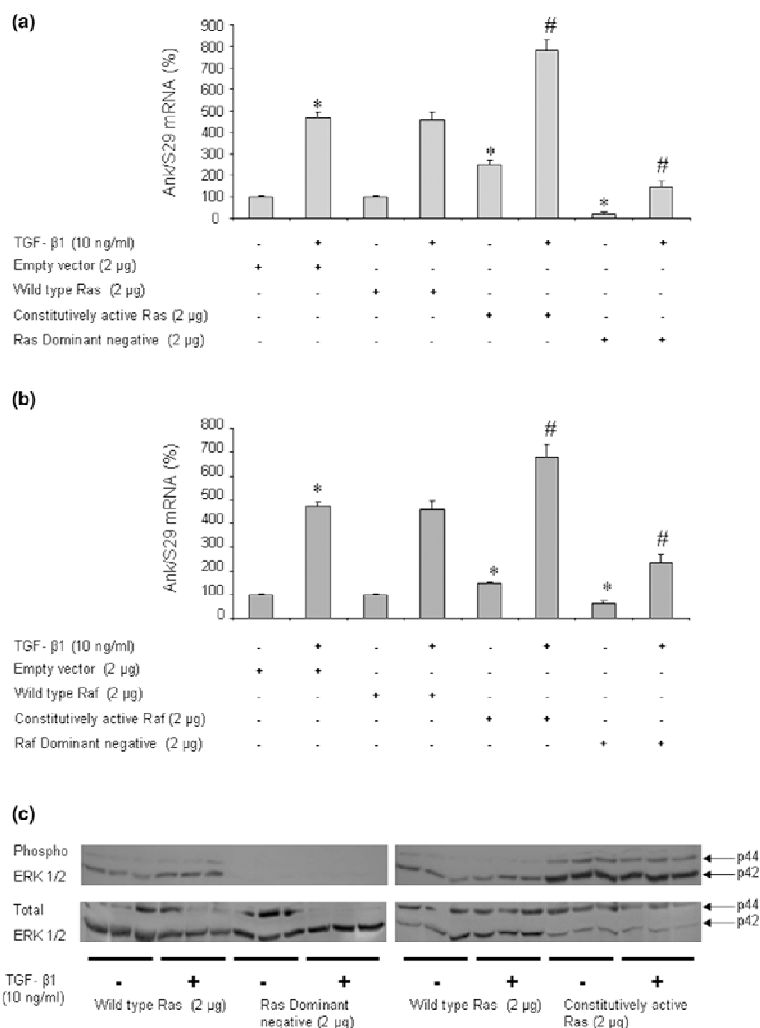 (a)
Ank/S29 mRNA (%)
900
800
700
600
500
400
300
200
100
0
* * # * #
TGF- β1 (10 ng/ml) - + - + - + - +
Empty vector (2 µg) + + - - - - - -
Wild type Ras (2 µg) - - + + - - - -
Constitutively active Ras (2 µg) - - - - + + - -
Ras Dominant negative (2 µg) - - - - - - + +
(b)
Ank/S29 mRNA (%)
800
700
600
500
400
300
200
100
0
* * # * #
TGF- β1 (10 ng/ml) - + - + - + - +
Empty vector (2 µg) + + - - - - - -
Wild type Raf (2 µg) - - + + - - - -
Constitutively active Raf (2 µg) - - - - + + - -
Raf Dominant negative (2 µg) - - - - - - + +
(c)
Phospho
ERK 1/2
p44
p42
Total
ERK 1/2
p44
p42
TGF- β1
(10 ng/ml)
- + - + - + - +
Wild type Ras (2 µg)
Ras Dominant
negative (2 µg)
Wild type Ras (2 µg)
Constitutively active
Ras (2 µg)